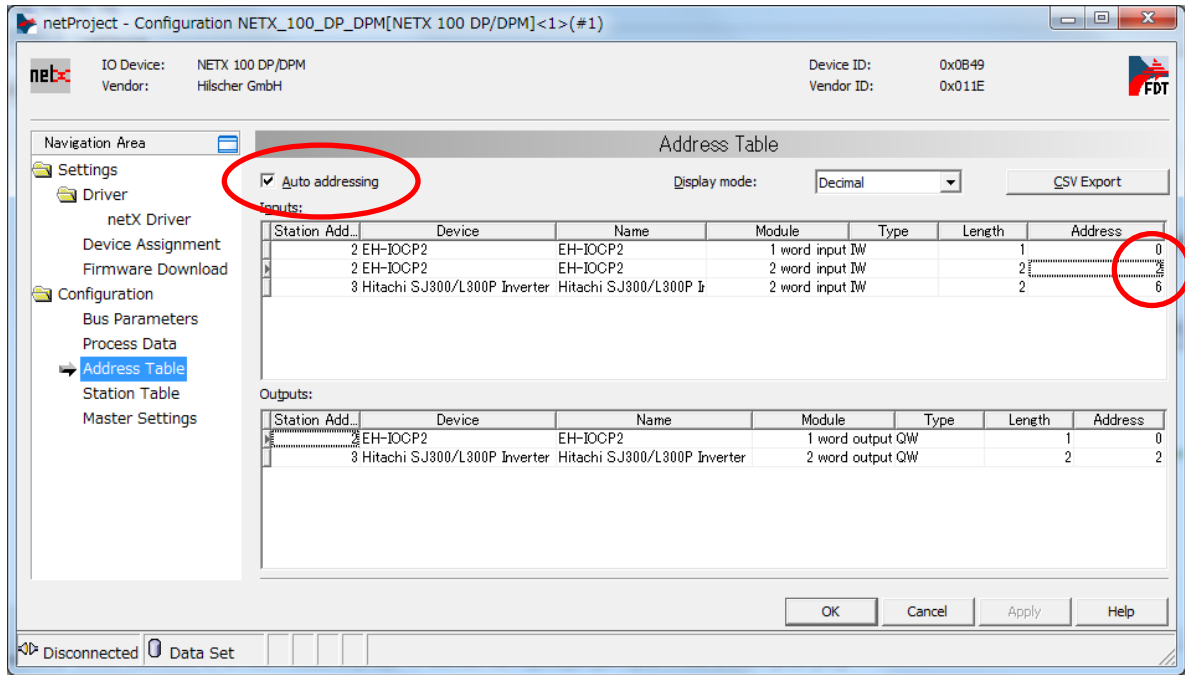 netProject - Configuration NETX_100_DP_DPM[NETX 100 DP/DPM]<1>(#1)
netx IO Device: NETX 100 DP/DPM Device ID: 0x0B49
Vendor: Hilscher GmbH Vendor ID: 0x011E FDT
Navigation Area
Settings
Driver
netX Driver
Device Assignment
Firmware Download
Configuration
Bus Parameters
Process Data
Address Table
Station Table
Master Settings
Address Table
Auto addressing Display mode: Decimal CSV Export
Inputs:
Station Add... Device Name Module Type Length Address
2 EH-IOCP2 EH-IOCP2 1 word input IW 1 0
2 EH-IOCP2 EH-IOCP2 2 word input IW 2 2
3 Hitachi SJ300/L300P Inverter Hitachi SJ300/L300P Ir 2 word input IW 2 6
Outputs:
Station Add... Device Name Module Type Length Address
2 EH-IOCP2 EH-IOCP2 1 word output QW 1 0
3 Hitachi SJ300/L300P Inverter Hitachi SJ300/L300P Inverter 2 word output QW 2 2
OK Cancel Apply Help
Disconnected Data Set